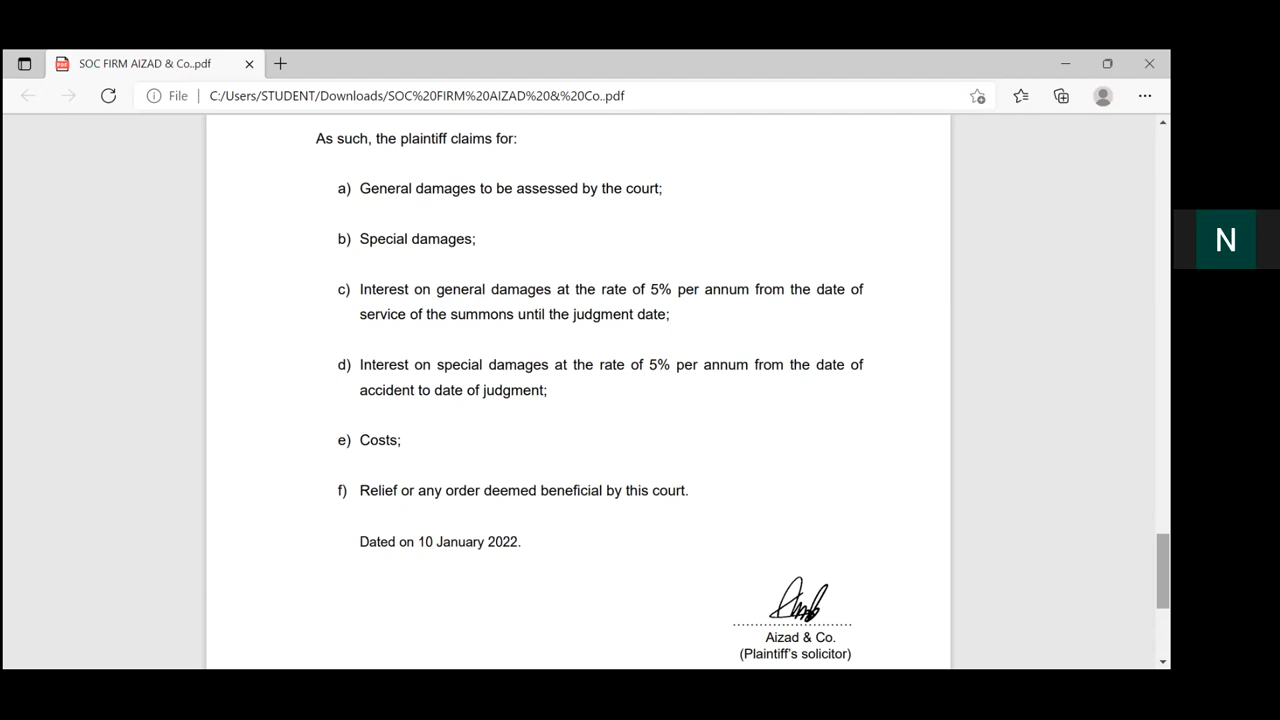 SOC FIRM AIZAD & Co..pdf
File
C:/Users/STUDENT/Downloads/SOC%20FIRM%20AIZAD%20&%20Co..pdf
As such, the plaintiff claims for:
a) General damages to be assessed by the court;
b) Special damages;
c) Interest on general damages at the rate of 5% per annum from the date of
service of the summons until the judgment date;
d) Interest on special damages at the rate of 5% per annum from the date of
accident to date of judgment;
e) Costs;
f) Relief or any order deemed beneficial by this court.
Dated on 10 January 2022.
Aizad & Co.
(Plaintiff's solicitor)
N